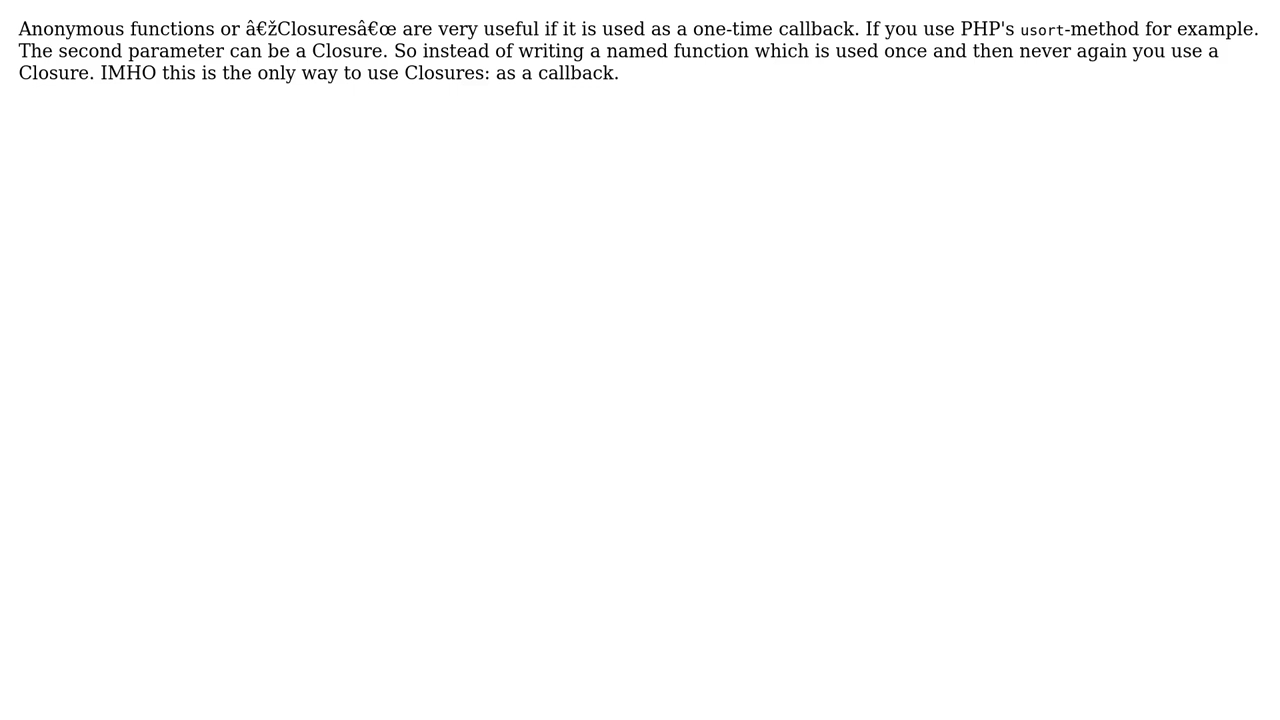 Anonymous functions or â€žClosuresâ€œ are very useful if it is used as a one-time callback. If you use PHP's usort-method for example.
The second parameter can be a Closure. So instead of writing a named function which is used once and then never again you use a
Closure. IMHO this is the only way to use Closures: as a callback.